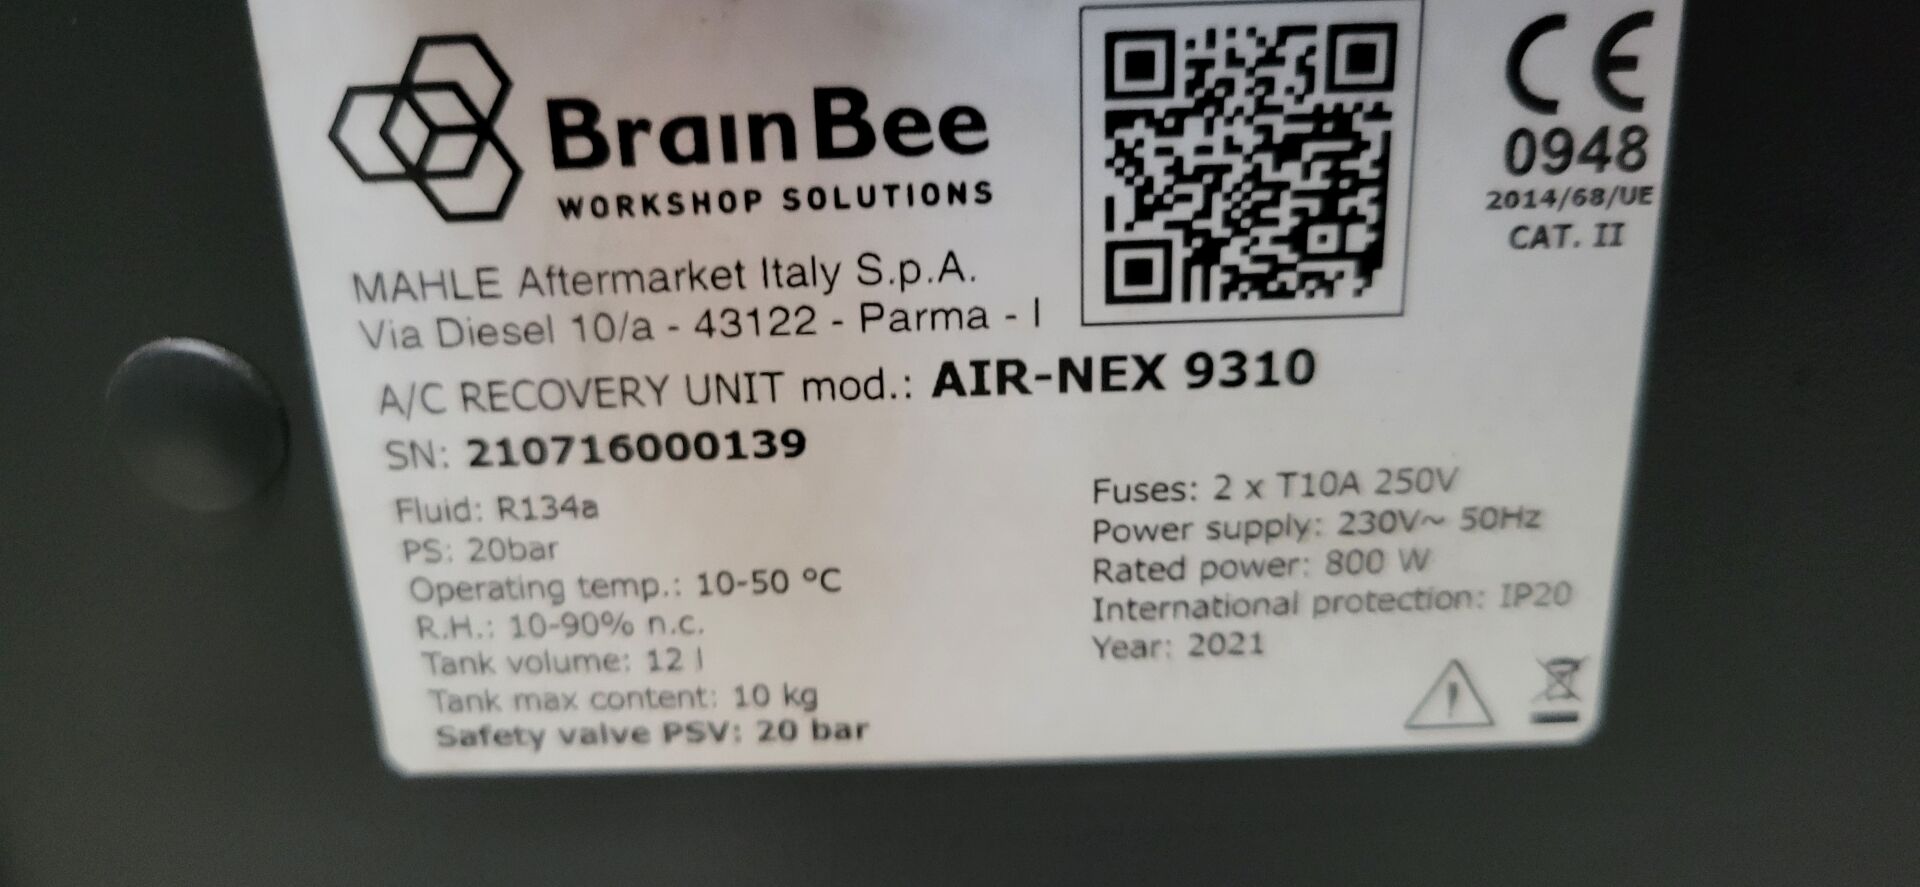 BrainBee
WORKSHOP SOLUTIONS
CE
0948
2014/68/UE
CAT. II
MAHLE Aftermarket Italy S.p.A.
Via Diesel 10/a - 43122 - Parma - I
A/C RECOVERY UNIT mod.: AIR-NEX 9310
SN: 210716000139
Fluid: R134a
PS: 20bar
Operating temp.: 10-50 °C
R.H.: 10-90% n.c.
Tank volume: 12 l
Tank max content: 10 kg
Safety valve PSV: 20 bar
Fuses: 2 x T10A 250V
Power supply: 230V~ 50Hz
Rated power: 800 W
International protection: IP20
Year: 2021